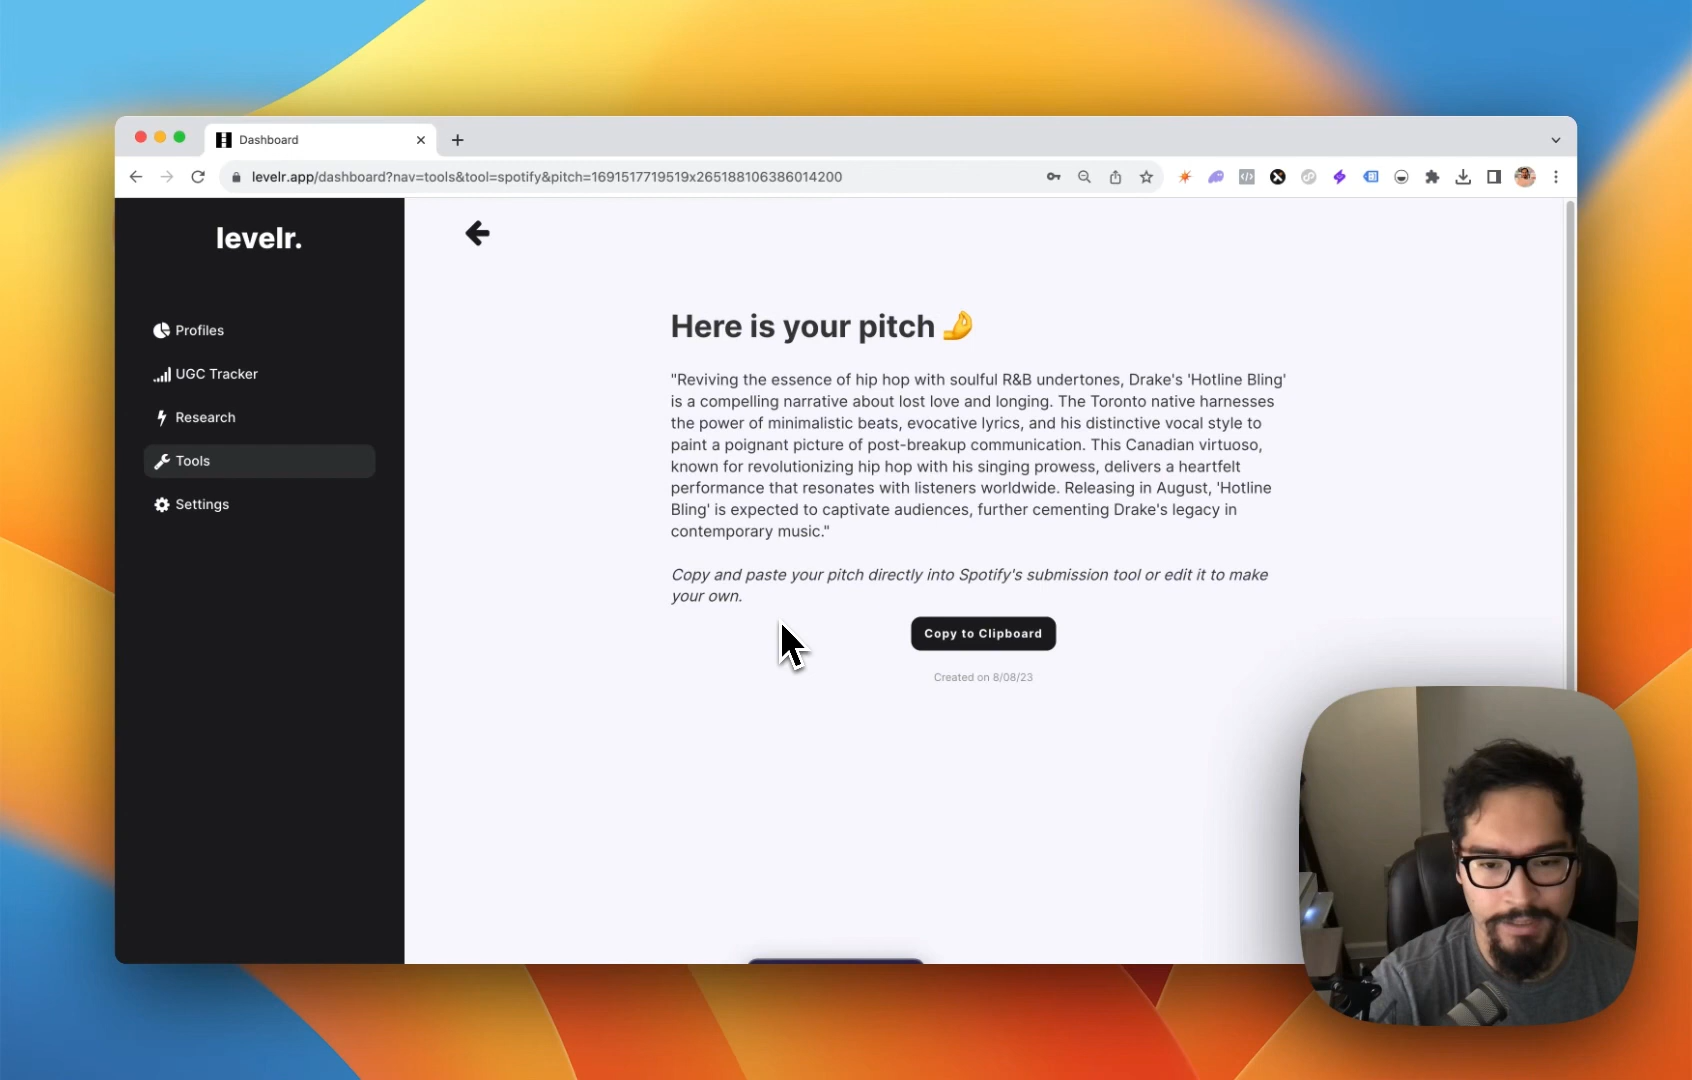 Dashboard
levelr.app/dashboard?nav=tools&tool=spotify&pitch=1691517719519x265188106386014200
levelr.
Profiles
UGC Tracker
Research
Tools
Settings
Here is your pitch
"Reviving the essence of hip hop with soulful R&B undertones, Drake's 'Hotline Bling'
is a compelling narrative about lost love and longing. The Toronto native harnesses
the power of minimalistic beats, evocative lyrics, and his distinctive vocal style to
paint a poignant picture of post-breakup communication. This Canadian virtuoso,
known for revolutionizing hip hop with his singing prowess, delivers a heartfelt
performance that resonates with listeners worldwide. Releasing in August, 'Hotline
Bling' is expected to captivate audiences, further cementing Drake's legacy in
contemporary music."
Copy and paste your pitch directly into Spotify's submission tool or edit it to make
your own.
Copy to Clipboard
Created on 8/08/23